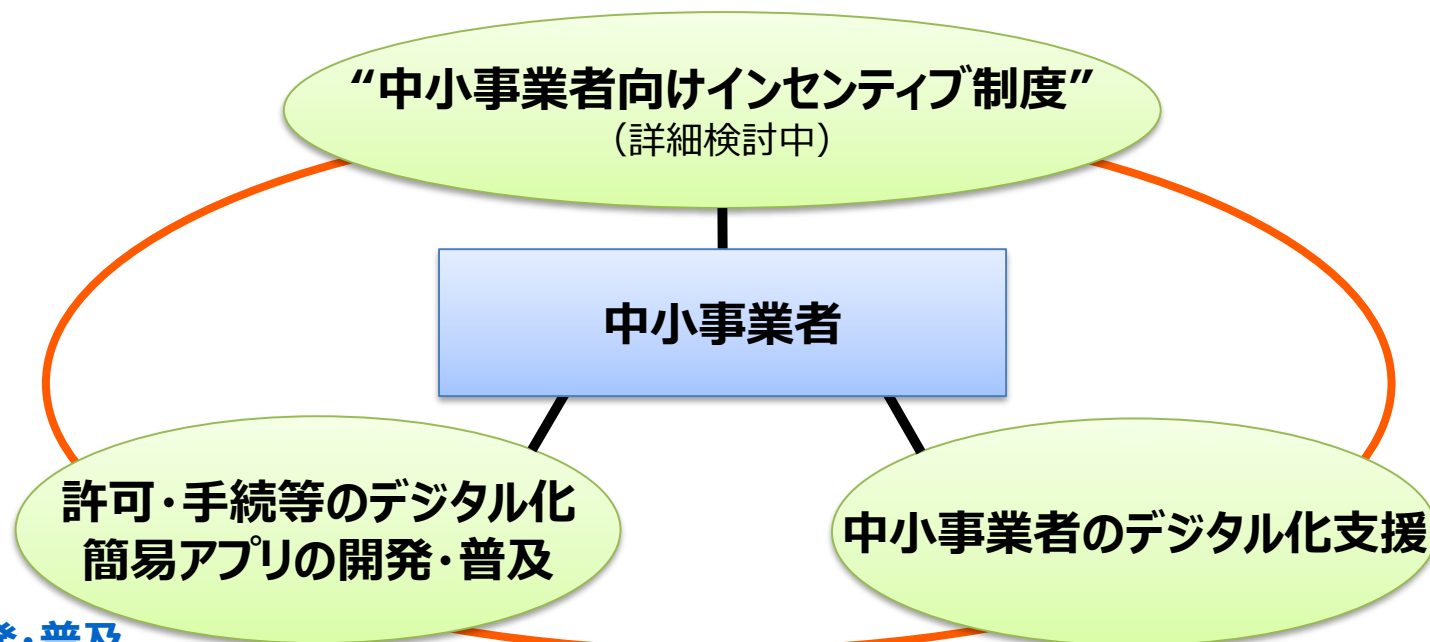 “中小事業者向けインセンティブ制度”
（詳細検討中）
中小事業者
許可・手続等のデジタル化
簡易アプリの開発・普及
中小事業者のデジタル化支援
・普及